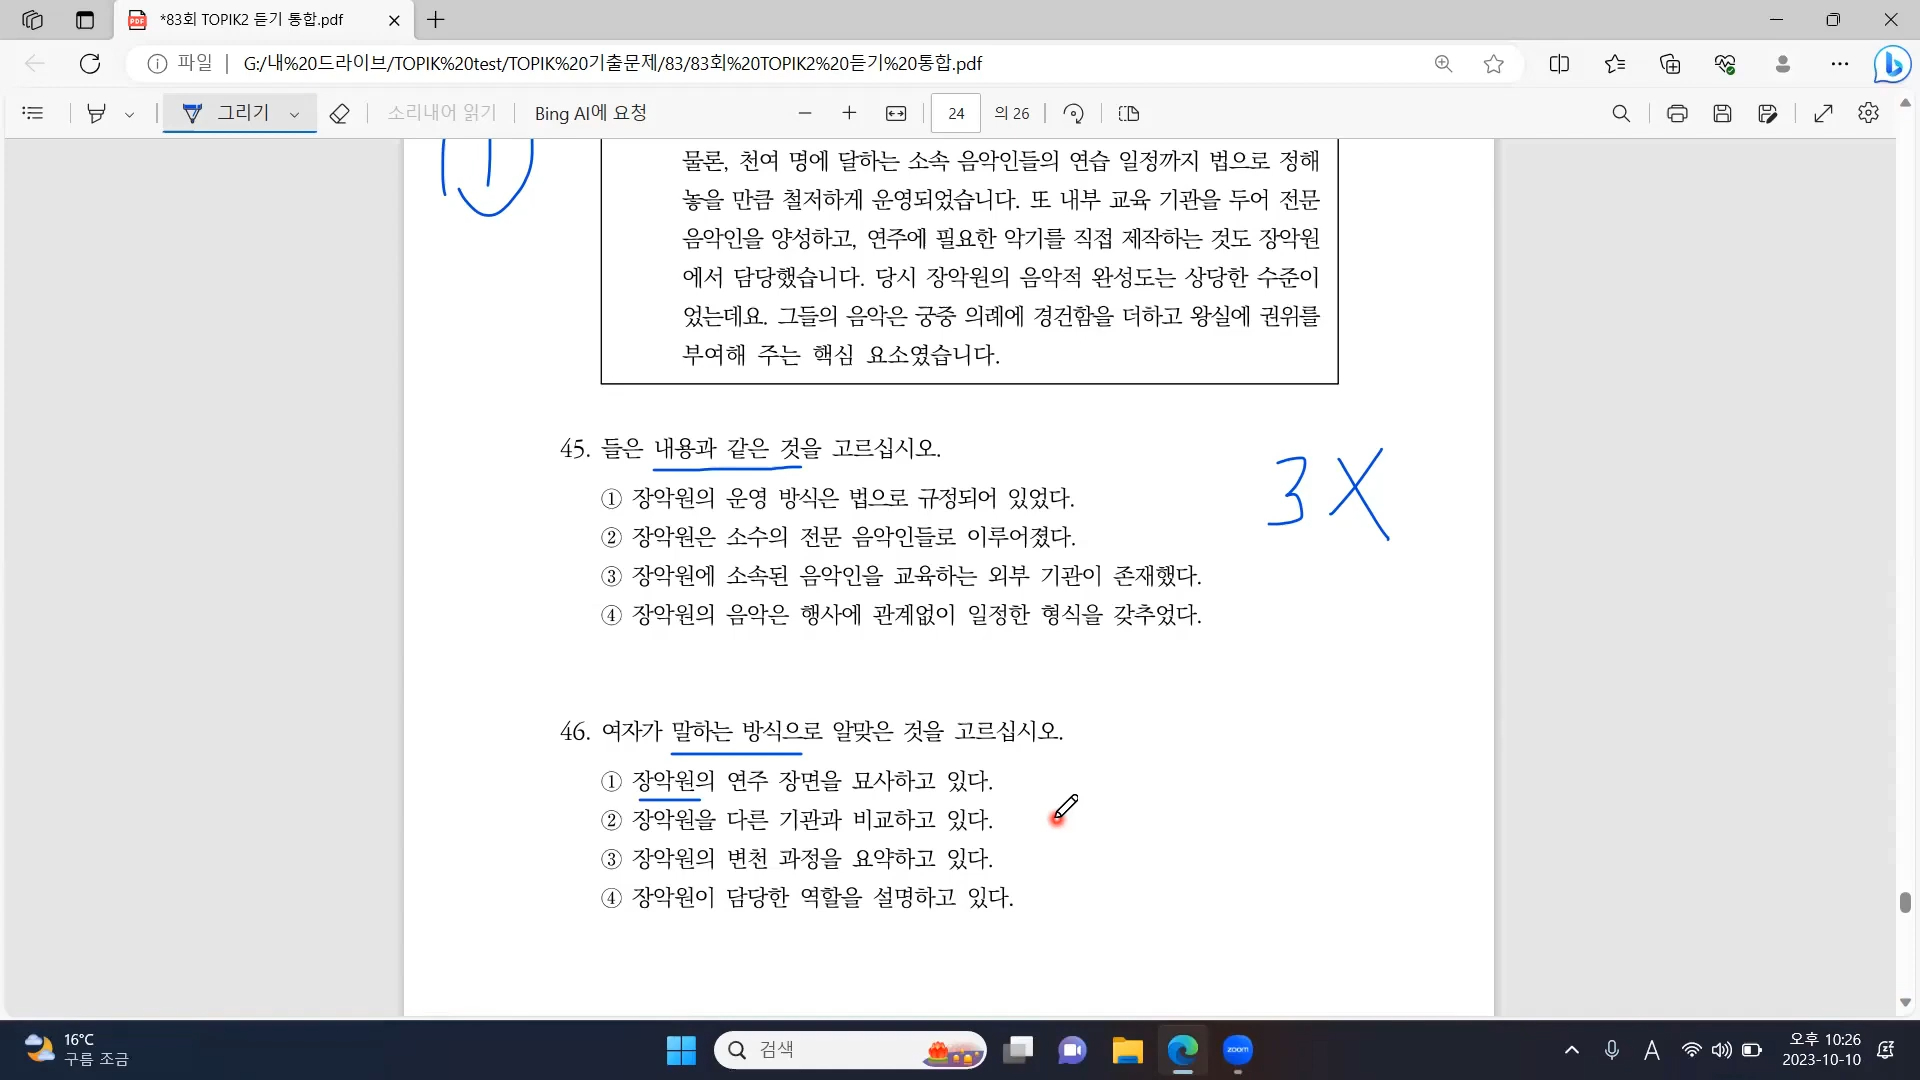 *83회 TOPIK2 듣기 통합.pdf
파일 G:/내%20드라이브/TOPIK%20test/TOPIK%20기출문제/83/83회%20TOPIK2%20듣기%20통합.pdf
그리기 소리내어 읽기 Bing AI에 요청 24 의 26
1
물론, 천여 명에 달하는 소속 음악인들의 연습 일정까지 법으로 정해
놓을 만큼 철저하게 운영되었습니다. 또 내부 교육 기관을 두어 전문
음악인을 양성하고, 연주에 필요한 악기를 직접 제작하는 것도 장악원
에서 담당했습니다. 당시 장악원의 음악적 완성도는 상당한 수준이
었는데요. 그들의 음악은 궁중 의례에 경건함을 더하고 왕실에 권위를
부여해 주는 핵심 요소였습니다.
45. 들은 내용과 같은 것을 고르십시오.
3 X
① 장악원의 운영 방식은 법으로 규정되어 있었다.
② 장악원은 소수의 전문 음악인들로 이루어졌다.
③ 장악원에 소속된 음악인을 교육하는 외부 기관이 존재했다.
④ 장악원의 음악은 행사에 관계없이 일정한 형식을 갖추었다.
46. 여자가 말하는 방식으로 알맞은 것을 고르십시오.
① 장악원의 연주 장면을 묘사하고 있다.
② 장악원을 다른 기관과 비교하고 있다.
③ 장악원의 변천 과정을 요약하고 있다.
④ 장악원이 담당한 역할을 설명하고 있다.
16°C
구름 조금
검색
zoom
A
오후 10:26
2023-10-10